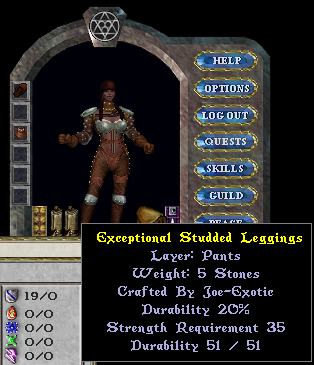 HELP
OPTIONS
LOG OUT
QUESTS
SKILLS
GUILD
PEACE
Exceptional Studded Leggings
Layer: Pants
Weight: 5 Stones
Crafted By Joe-Exotic
Durability 20%
Strength Requirement 35
Durability 51 / 51
19/0
0/0
0/0
0/0
0/0